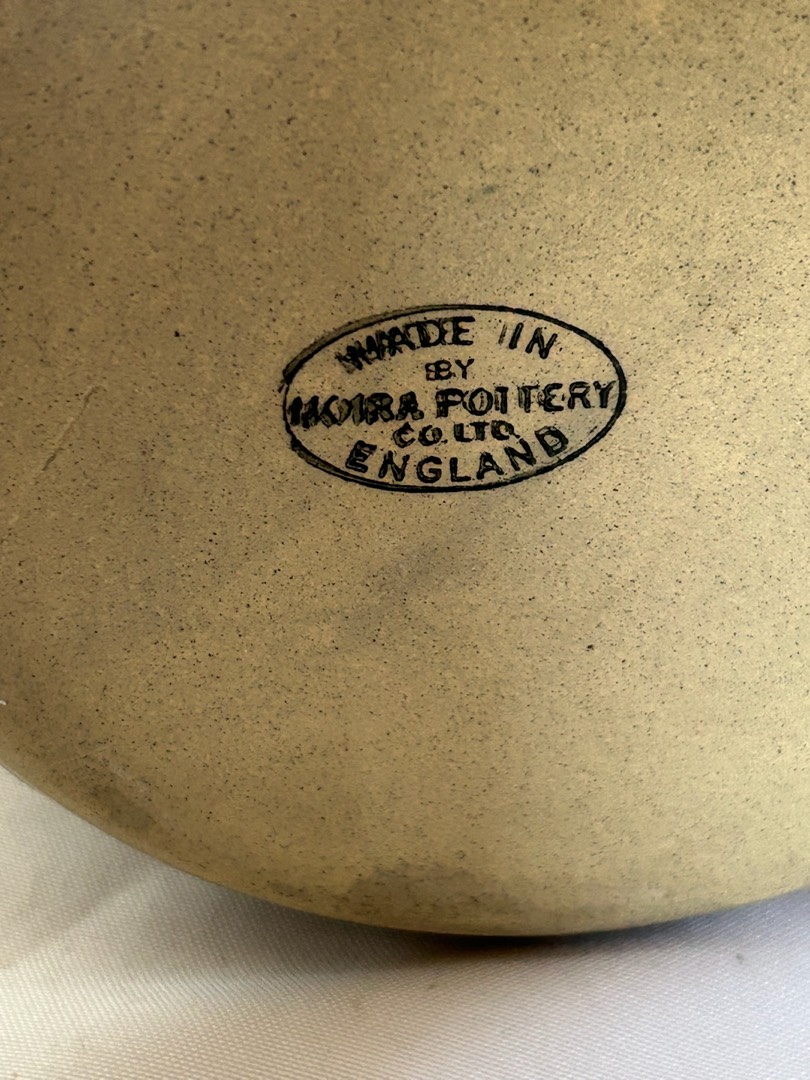 MADE IN
BY
MOIRA POTTERY
CO. LTD.
ENGLAND